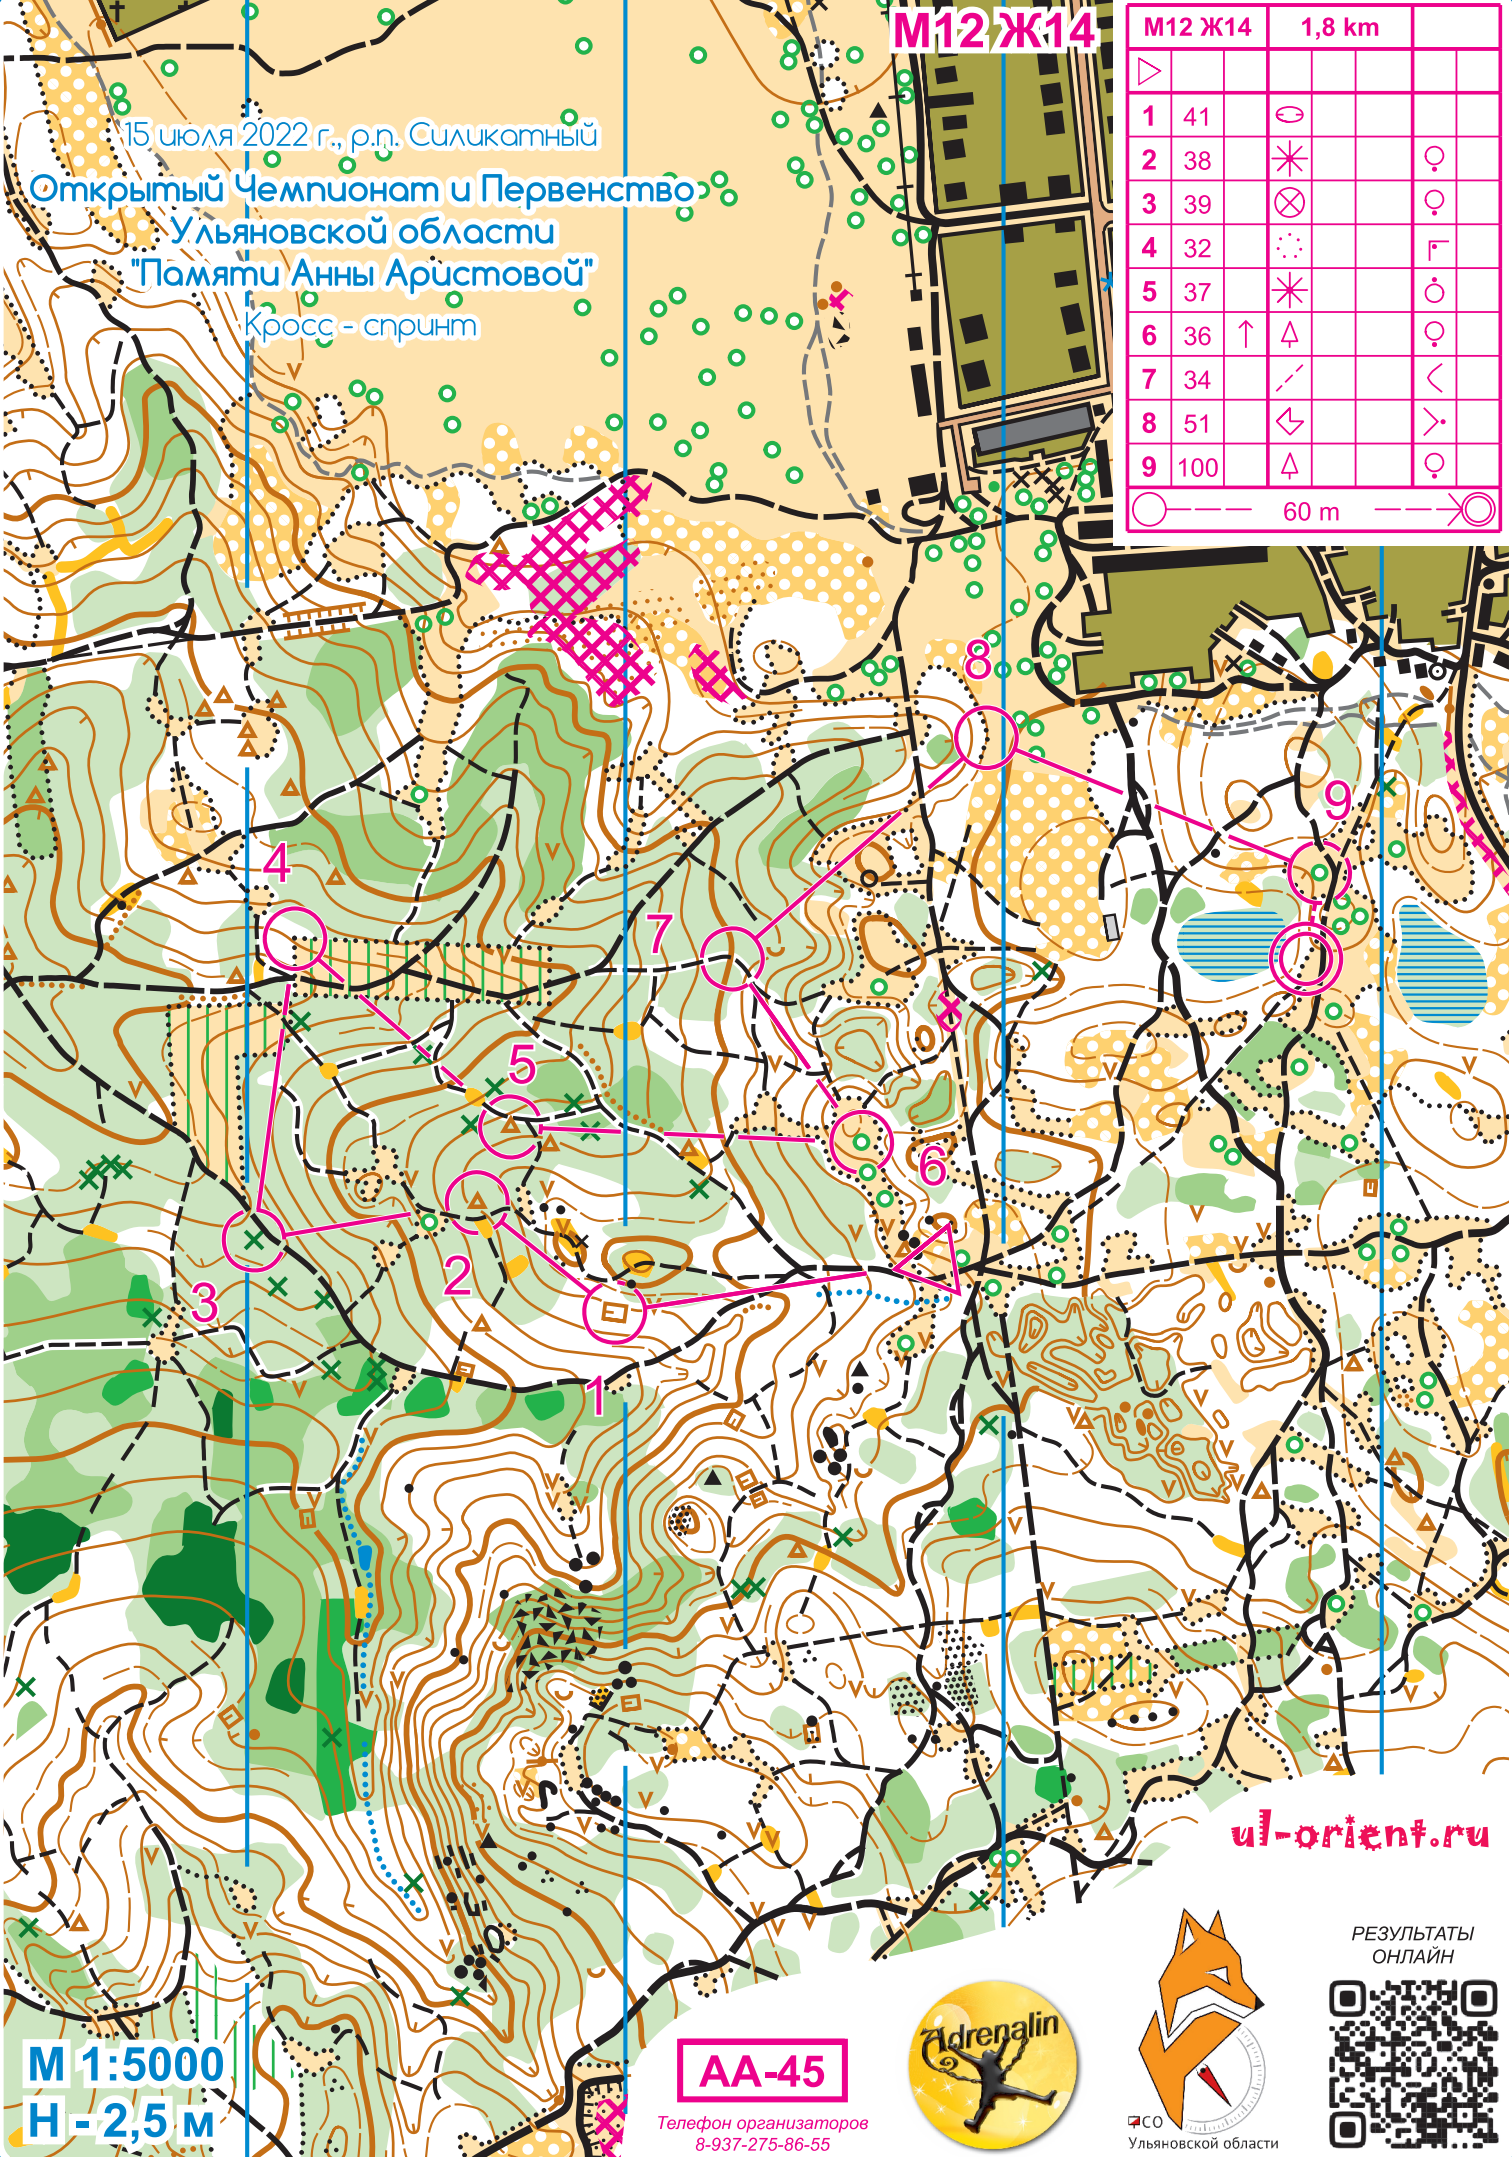 М12 Ж14
15 июля 2022 г., р.п. Силикатный
Открытый Чемпионат и Первенство
Ульяновской области
"Памяти Анны Аристовой"
Кросс - спринт
М12 Ж14 1,8 km
1 41
2 38
3 39
4 32
5 37
6 36
7 34
8 51
9 100
60 m
8
9
4
7
5
6
2
3
1
ul-orient.ru
РЕЗУЛЬТАТЫ
ОНЛАЙН
М 1:5000
Н - 2,5 м
АА-45
Телефон организаторов
8-937-275-86-55
Adrenalin
РСО
Ульяновской области